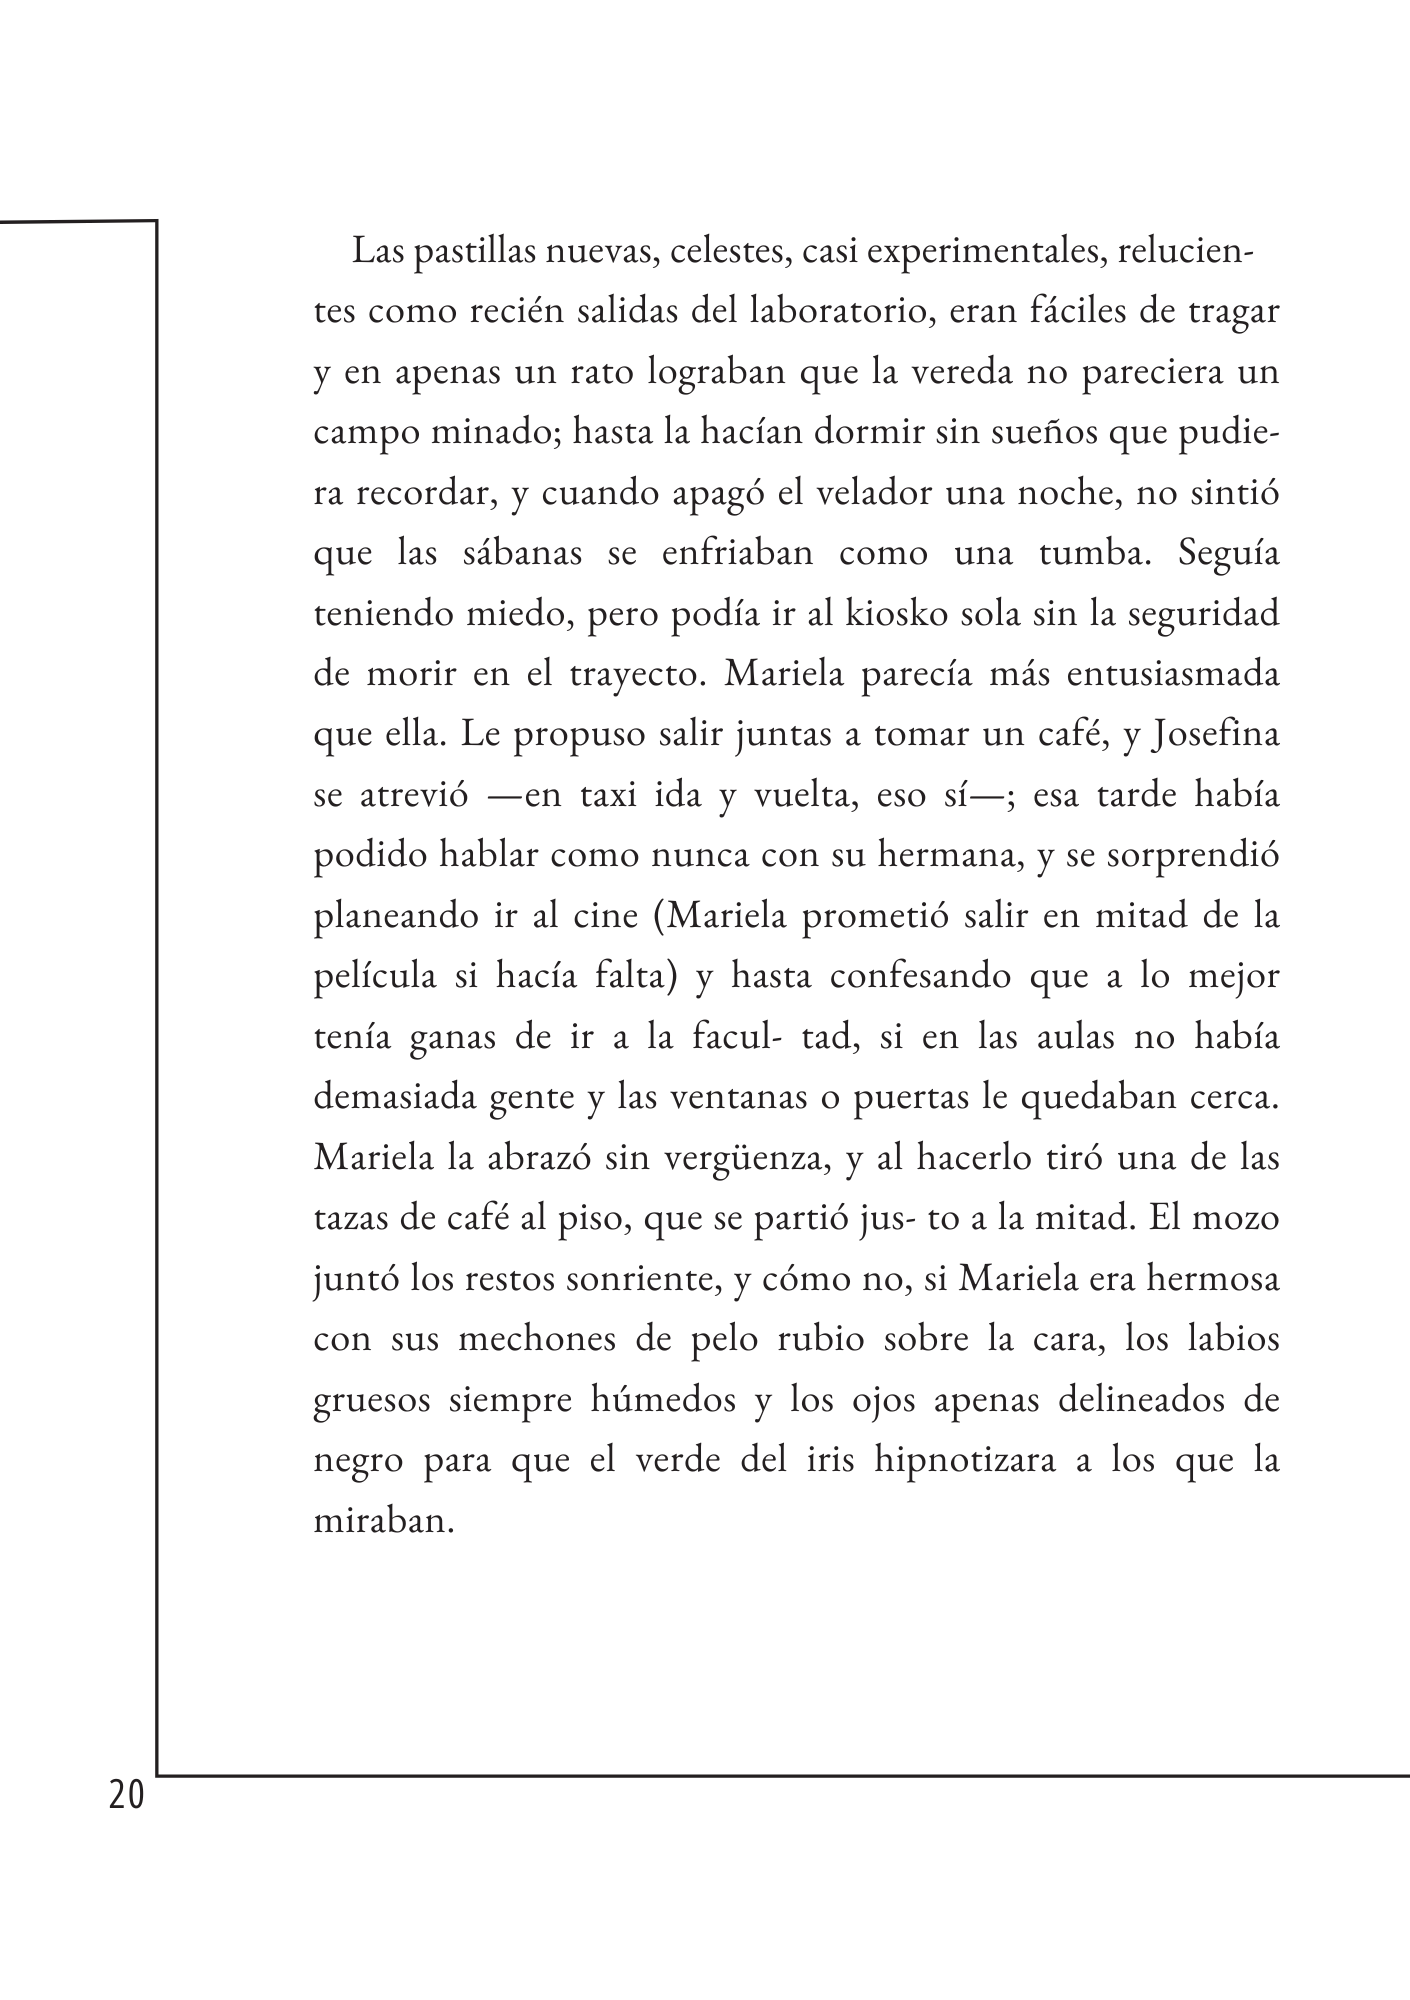 Las pastillas nuevas, celestes, casi experimentales, relucien-
tes como recién salidas del laboratorio, eran fáciles de tragar
y en apenas un rato lograban que la vereda no pareciera un
campo minado; hasta la hacían dormir sin sueños que pudie-
ra recordar, y cuando apagó el velador una noche, no sintió
que las sábanas se enfriaban como una tumba. Seguía
teniendo miedo, pero podía ir al kiosko sola sin la seguridad
de morir en el trayecto. Mariela parecía más entusiasmada
que ella. Le propuso salir juntas a tomar un café, y Josefina
se atrevió —en taxi ida y vuelta, eso sí—; esa tarde había
podido hablar como nunca con su hermana, y se sorprendió
planeando ir al cine (Mariela prometió salir en mitad de la
película si hacía falta) y hasta confesando que a lo mejor
tenía ganas de ir a la facul- tad, si en las aulas no había
demasiada gente y las ventanas o puertas le quedaban cerca.
Mariela la abrazó sin vergüenza, y al hacerlo tiró una de las
tazas de café al piso, que se partió jus- to a la mitad. El mozo
juntó los restos sonriente, y cómo no, si Mariela era hermosa
con sus mechones de pelo rubio sobre la cara, los labios
gruesos siempre húmedos y los ojos apenas delineados de
negro para que el verde del iris hipnotizara a los que la
miraban.
20